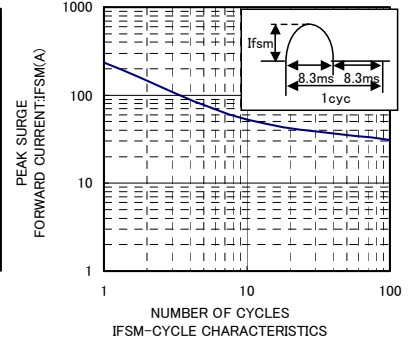 1000
Ifsm
8.3ms 8.3ms
1cyc
PEAK SURGE
FORWARD CURRENT:IFSM(A)
100
10
1
1 10 100
NUMBER OF CYCLES
IFSM-CYCLE CHARACTERISTICS